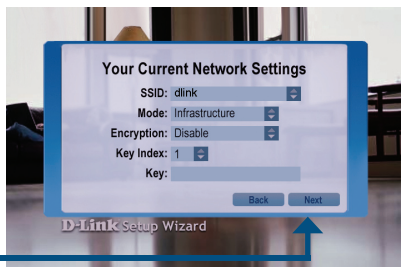 Your Current Network Settings
SSID: dlink
Mode: Infrastructure
Encryption: Disable
Key Index: 1
Key:
Back Next
D-Link Setup Wizard